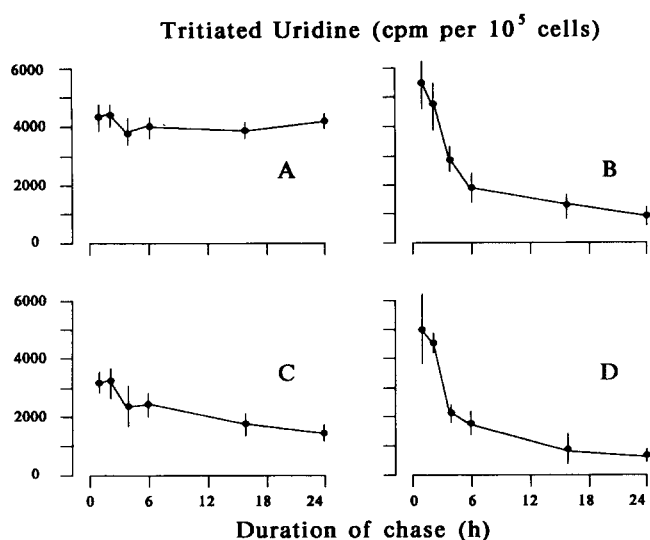 Tritiated Uridine (cpm per 10⁵ cells)
6000
4000
2000
0
A
B
6000
4000
2000
0
C
D
0 6 12 18 24 0 6 12 18 24
Duration of chase (h)